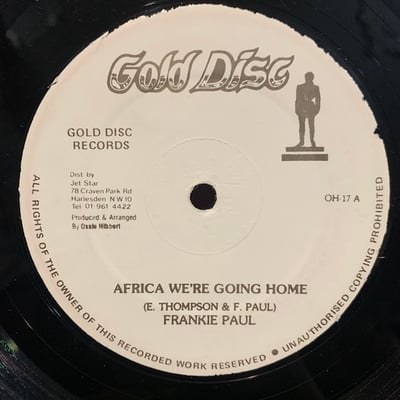 Gold Disc
GOLD DISC
RECORDS
Dist by
Jet Star
78 Craven Park Rd
Harlesden N.W 10
Tel 01-961 4422
Produced & Arranged
By Ossie Hibbert
OH-17 A
AFRICA WE'RE GOING HOME
(E. THOMPSON & F. PAUL)
FRANKIE PAUL
ALL RIGHTS OF THE OWNER OF THIS RECORDED WORK RESERVED • UNAUTHORISED COPYING PROHIBITED